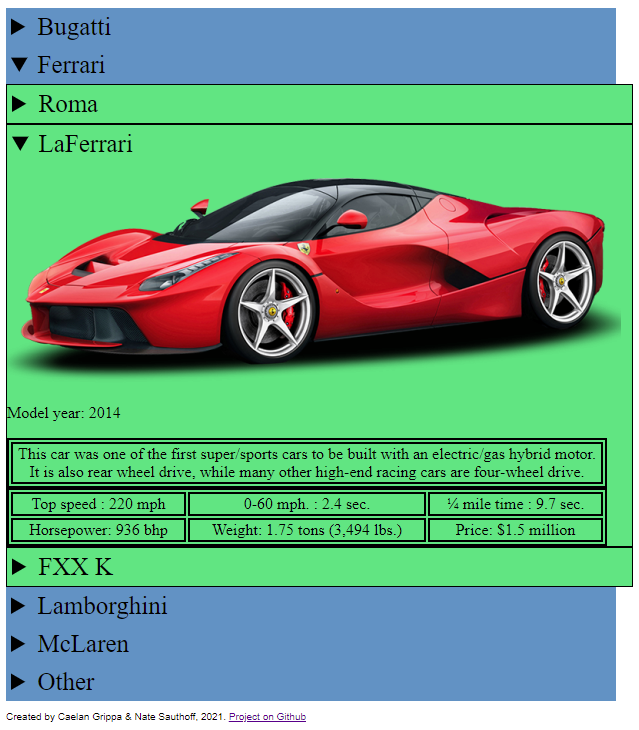 Bugatti
Ferrari
Roma
LaFerrari
Model year: 2014
This car was one of the first super/sports cars to be built with an electric/gas hybrid motor.
It is also rear wheel drive, while many other high-end racing cars are four-wheel drive.
Top speed : 220 mph 0-60 mph. : 2.4 sec. ¼ mile time : 9.7 sec.
Horsepower: 936 bhp Weight: 1.75 tons (3,494 lbs.) Price: $1.5 million
FXX K
Lamborghini
McLaren
Other
Created by Caelan Grippa & Nate Sauthoff, 2021. Project on Github